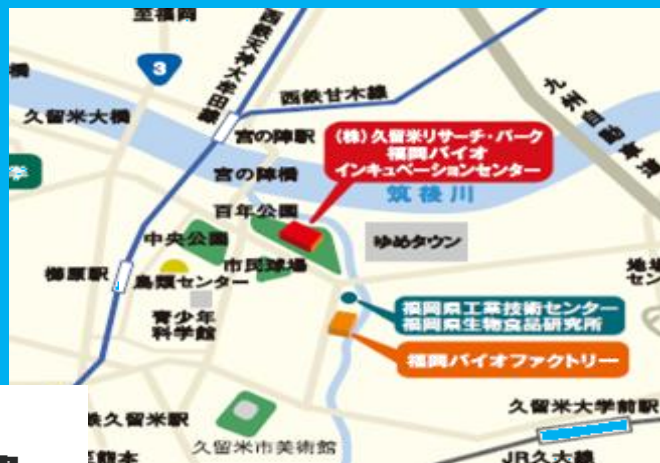 至福岡
3
西鉄天神大牟田線
西鉄甘木線
九州自動車道
久留米大橋
宮の陣駅
(株)久留米リサーチ・パーク
福岡バイオ
インキュベーションセンター
宮の陣橋
筑後川
百年公園
中央公園
ゆめタウン
櫛原駅
鳥類センター
市民球場
青少年
科学館
福岡県工業技術センター
福岡県生物食品研究所
福岡バイオファクトリー
久留米大学前駅
鉄久留米駅
久留米市美術館
至熊本
JR久大線